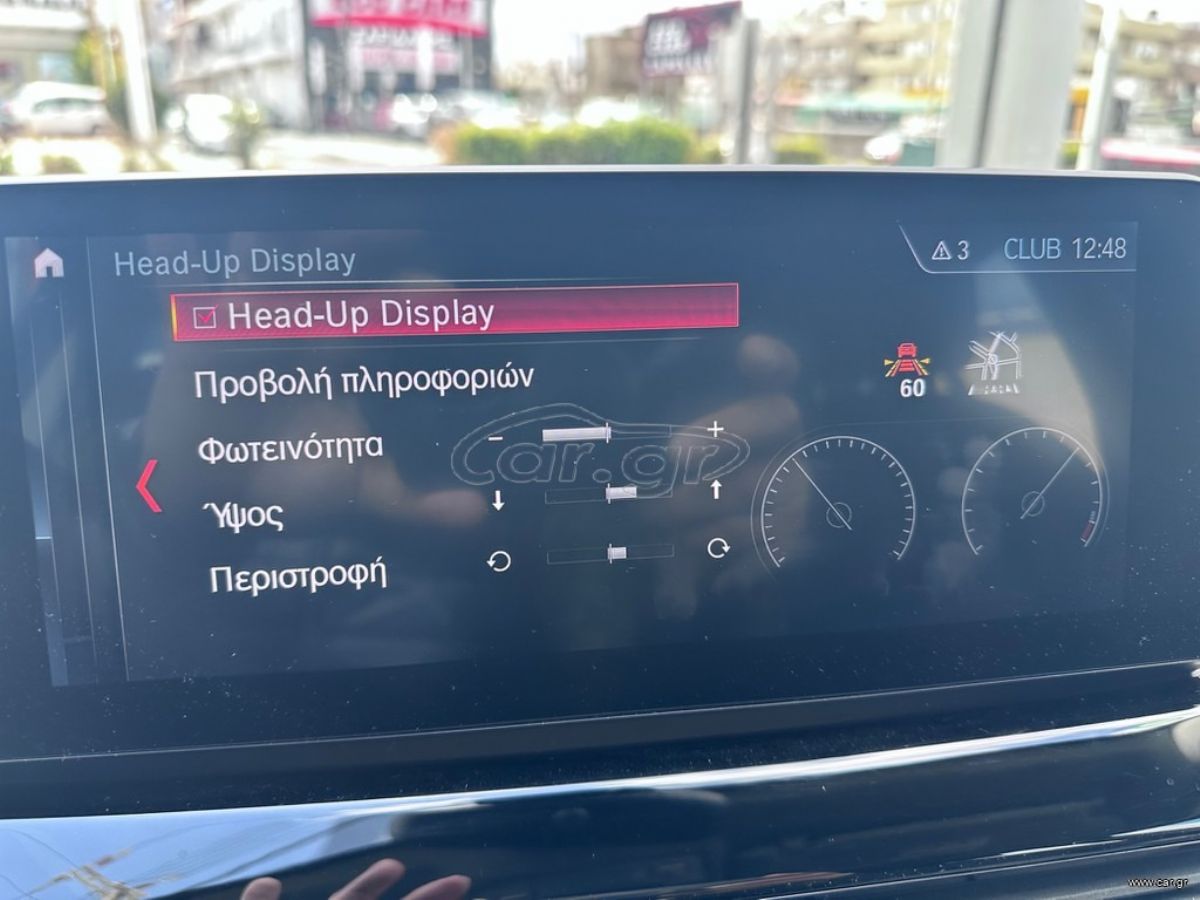 Head-Up Display
3 CLUB 12:48
Head-Up Display
Προβολή πληροφοριών
60
Φωτεινότητα
- +
car.gr
Ύψος
Περιστροφή
www.car.gr